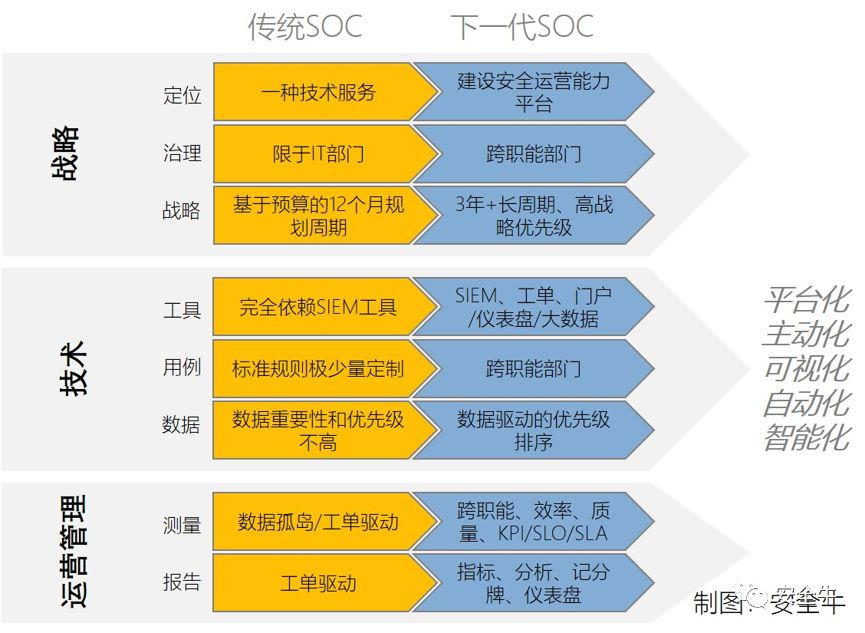 传统SOC
下一代SOC
战略
定位
一种技术服务
建设安全运营能力
平台
治理
限于IT部门
跨职能部门
战略
基于预算的12个月规
划周期
3年+长周期、高战
略优先级
技术
工具
完全依赖SIEM工具
SIEM、工单、门户
/仪表盘/大数据
用例
标准规则极少量定制
跨职能部门
数据
数据重要性和优先级
不高
数据驱动的优先级
排序
运营管理
测量
数据孤岛/工单驱动
跨职能、效率、质
量、KPI/SLO/SLA
报告
工单驱动
指标、分析、记分
牌、仪表盘
平台化
主动化
可视化
自动化
智能化
制图：安全牛
安全牛